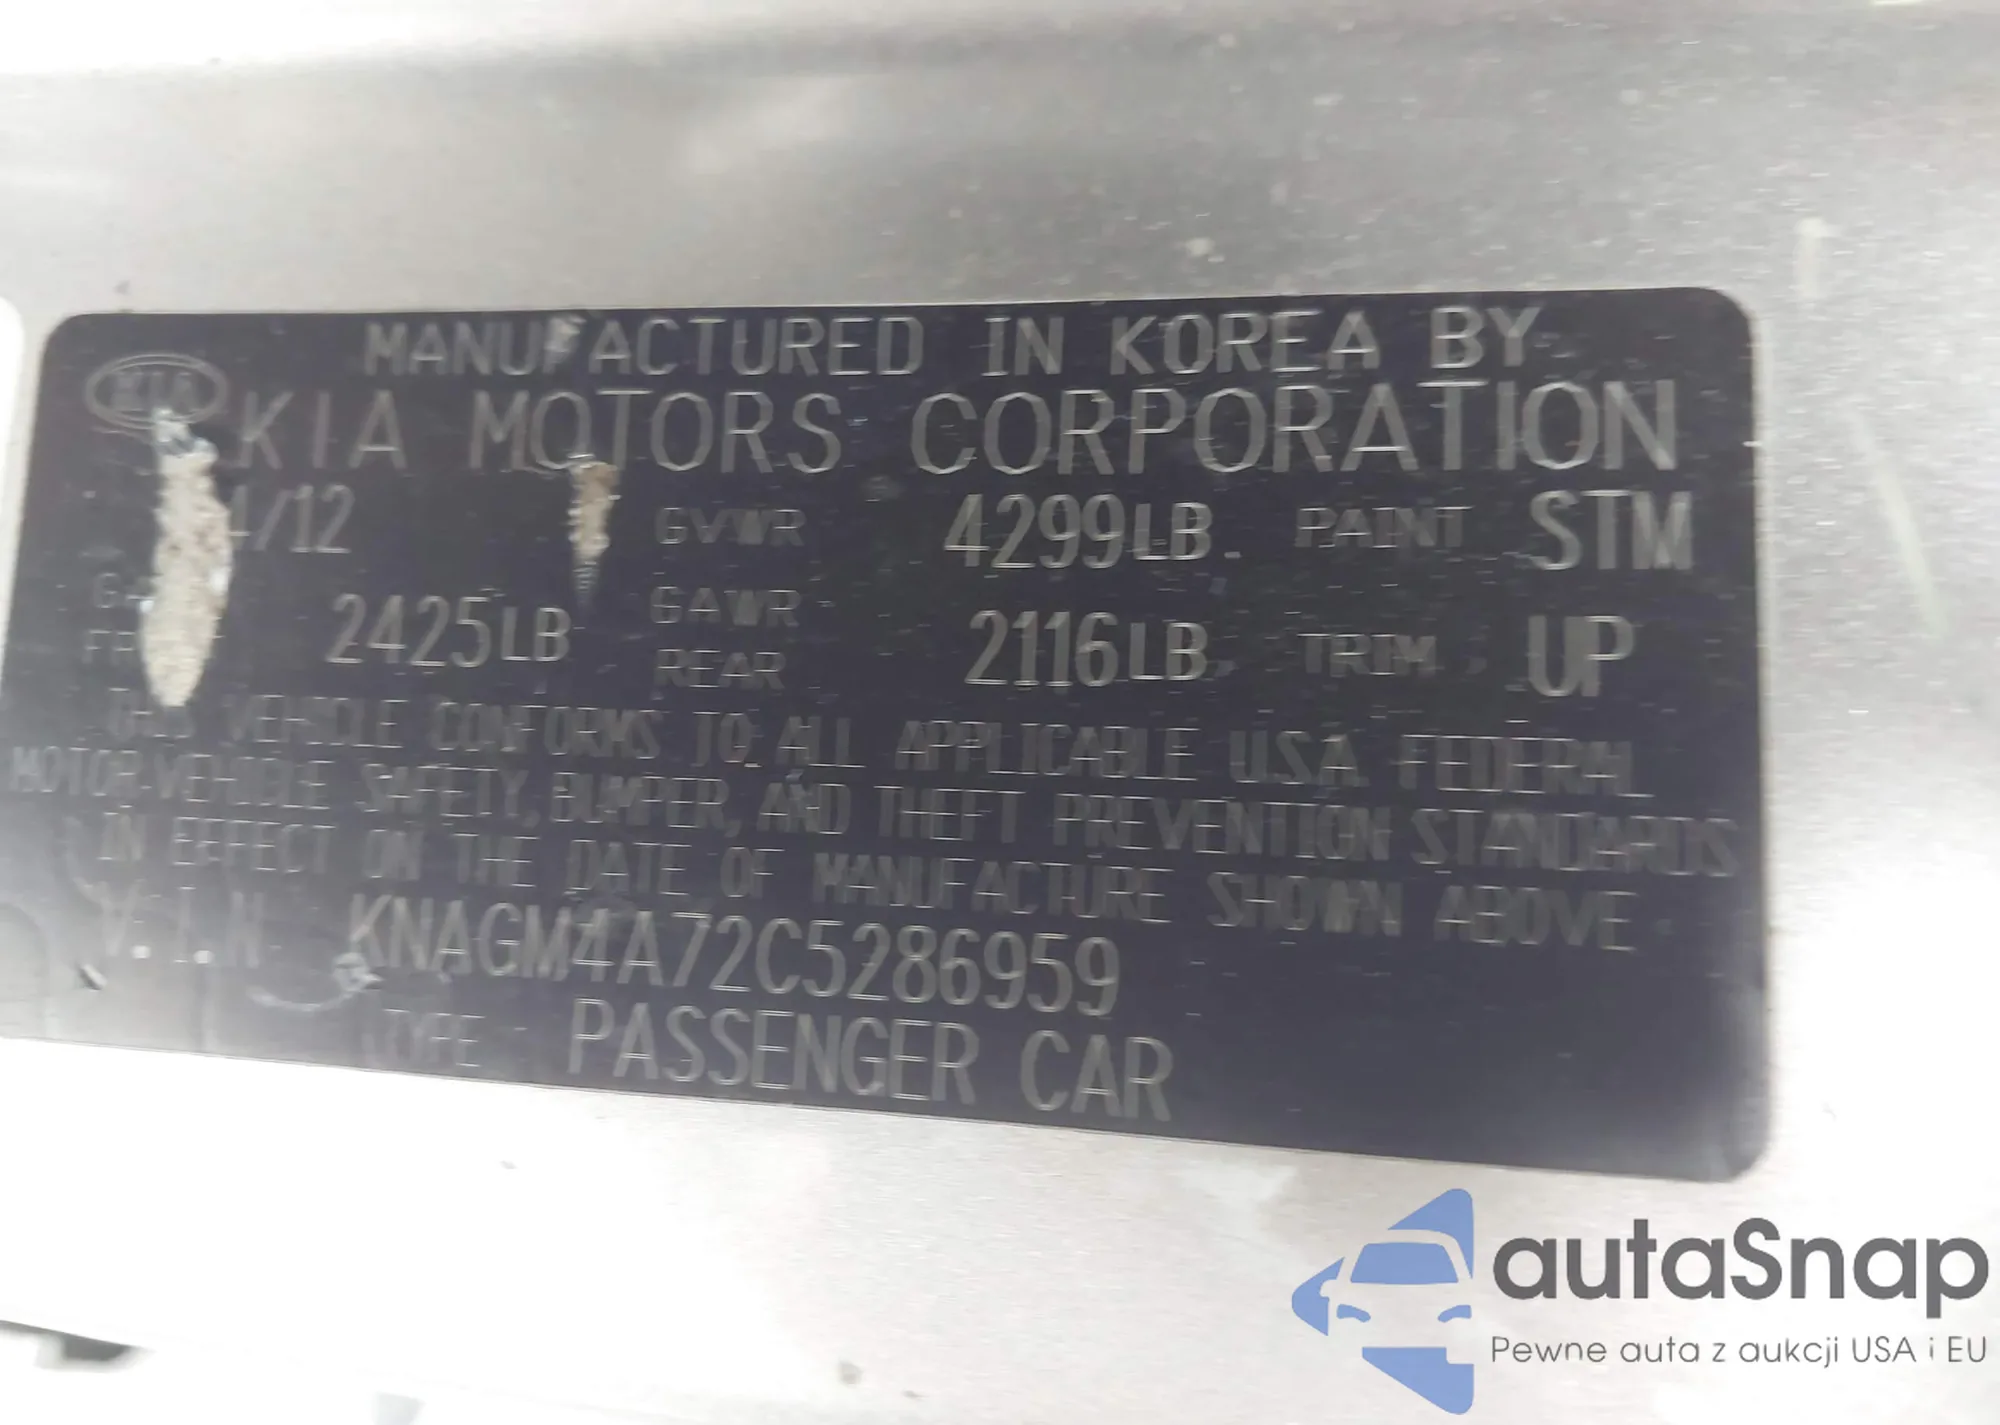 MANUFACTURED IN KOREA BY
KIA KIA MOTORS CORPORATION
/12 GVWR 4299LB. PAINT STM
2425LB GAWR REAR 2116LB TRIM UP
THIS VEHICLE CONFORMS TO ALL APPLICABLE U.S.A. FEDERAL
MOTOR VEHICLE SAFETY, BUMPER, AND THEFT PREVENTION STANDARDS
IN EFFECT ON THE DATE OF MANUFACTURE SHOWN ABOVE.
V.I.N KNAGM4A72C5286959
TYPE : PASSENGER CAR
autaSnap
Pewne auta z aukcji USA i EU